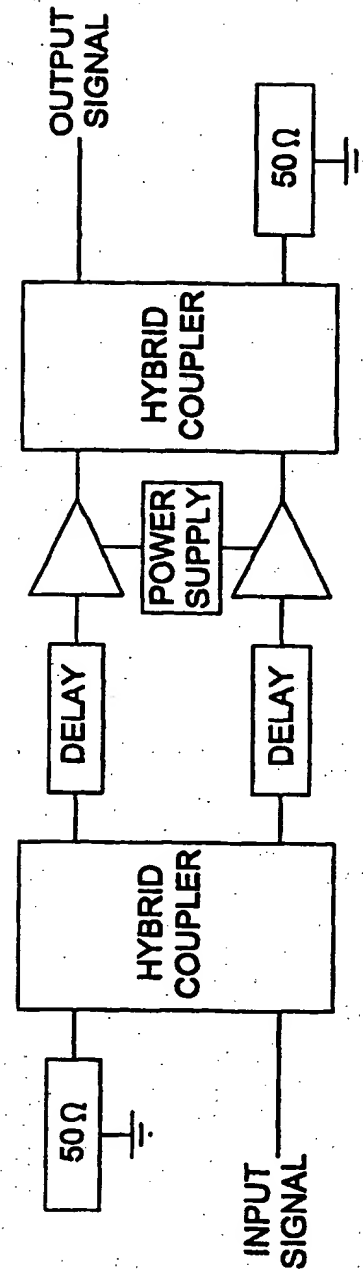 50Ω
INPUT
SIGNAL
HYBRID
COUPLER
DELAY
DELAY
POWER
SUPPLY
HYBRID
COUPLER
OUTPUT
SIGNAL
50Ω